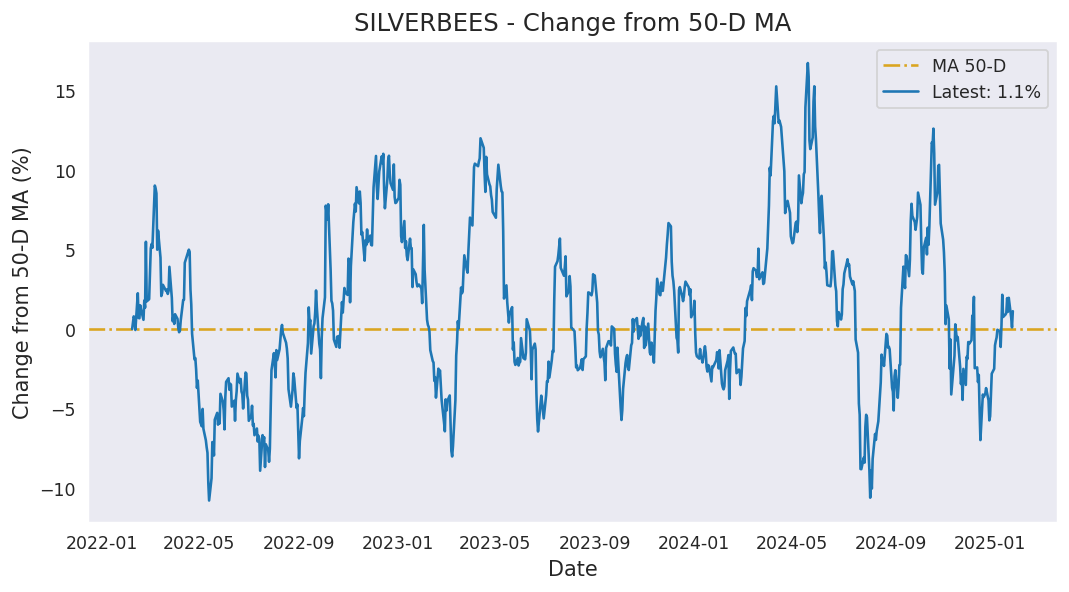 SILVERBEES - Change from 50-D MA
MA 50-D
Latest: 1.1%
Change from 50-D MA (%)
15
10
5
0
−5
−10
2022-01 2022-05 2022-09 2023-01 2023-05 2023-09 2024-01 2024-05 2024-09 2025-01
Date